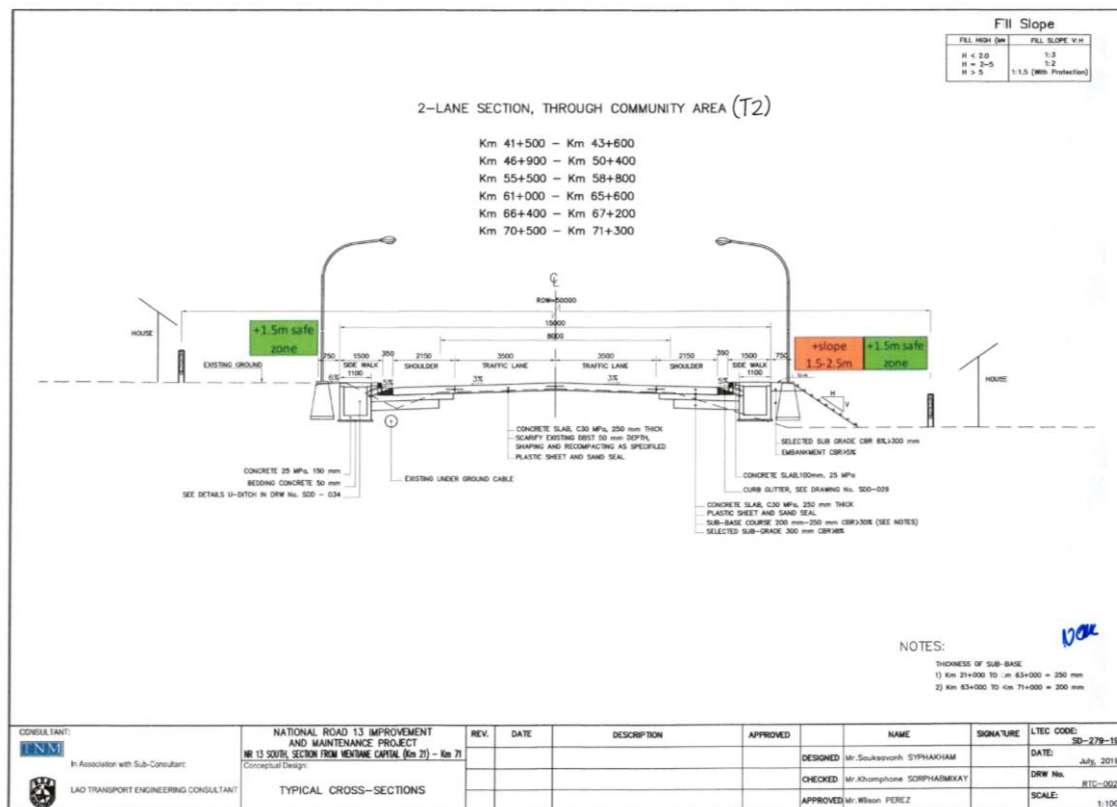 Fill Slope
FILL HIGH (MM FILL SLOPE V:H
H < 2.0 1:3
H = 2-5 1:2
H > 5 1:1.5 (With Protection)
2-LANE SECTION, THROUGH COMMUNITY AREA (T2)
Km 41+500 - Km 43+600
Km 46+900 - Km 50+400
Km 55+500 - Km 58+800
Km 61+000 - Km 65+600
Km 66+400 - Km 67+200
Km 70+500 - Km 71+300
ROW=50000
15000
8000
HOUSE
+1.5m safe
zone
+slope
1.5-2.5m
+1.5m safe
zone
HOUSE
EXISTING GROUND
750 1500 350 2150 3500 3500 2150 350 1500 750
SIDE WALK SHOULDER TRAFFIC LANE TRAFFIC LANE SHOULDER SIDE WALK
1100 1100
6% 5% 3% 3% 5%
H
V
CONCRETE SLAB, C30 MPa, 250 mm THICK
SCARIFY EXISTING DBST 50 mm DEPTH,
SHAPING AND RECOMPACTING AS SPECIFILED
PLASTIC SHEET AND SAND SEAL
SELECTED SUB GRADE CBR 8%>300 mm
EMBANKMENT CBR>5%
CONCRETE 25 MPa, 150 mm
BEDDING CONCRETE 50 mm
SEE DETAILS U-DITCH IN DRW No. SDD - 034
EXISTING UNDER GROUND CABLE
CONCRETE SLAB,100mm, 25 MPa
CURB GUTTER, SEE DRAWING No. SDD-029
CONCRETE SLAB, C30 MPa, 250 mm THICK
PLASTIC SHEET AND SAND SEAL
SUB-BASE COURSE 200 mm-250 mm CBR>30% (SEE NOTES)
SELECTED SUB-GRADE 300 mm CBR>8%
NOTES:
THICKNESS OF SUB-BASE
1) Km 21+000 TO Km 63+000 = 250 mm
2) Km 63+000 TO Km 71+000 = 200 mm
CONSULTANT:
TNM
In Association with Sub-Consultant:
LAO TRANSPORT ENGINEERING CONSULTANT
NATIONAL ROAD 13 IMPROVEMENT
AND MAINTENANCE PROJECT
NR 13 SOUTH, SECTION FROM VIENTIANE CAPITAL (Km 21) - Km 71
Conceptual Design:
TYPICAL CROSS-SECTIONS
REV. DATE DESCRIPTION APPROVED NAME SIGNATURE
DESIGNED Mr.Souksavanh SYPHAKHAM
CHECKED Mr.Khamphone SORPHABMIXAY
APPROVED Mr.Wilson PEREZ
LTEC CODE:
SD-279-19
DATE:
July, 2019
DRW No.
RTC-002
SCALE:
1:100